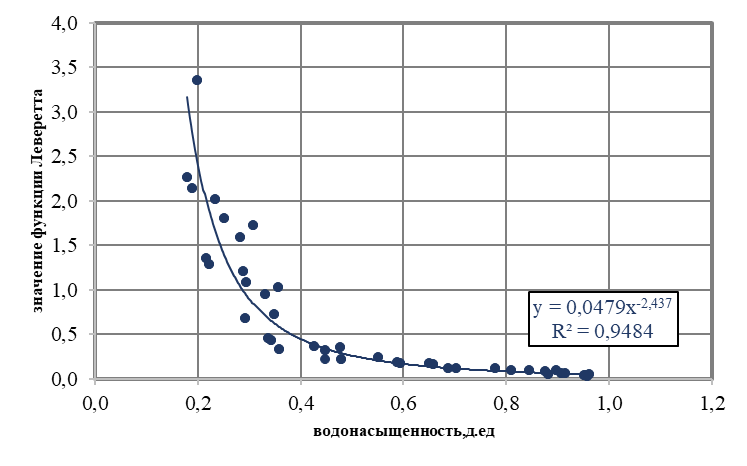 4,0
3,5
3,0
2,5
2,0
1,5
1,0
0,5
0,0
значение функции Леверетта
y = 0,0479x^-2,437
R² = 0,9484
0,0 0,2 0,4 0,6 0,8 1,0 1,2
водонасыщенность,д.ед